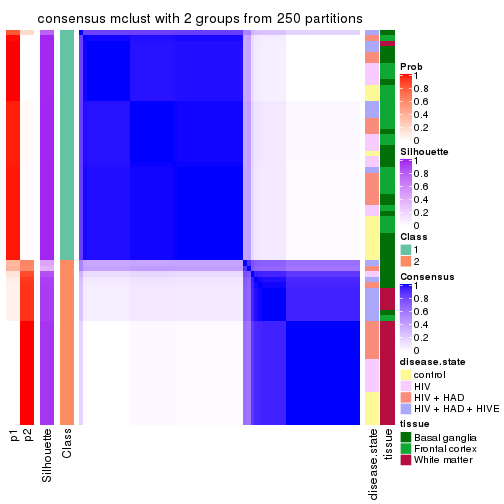 consensus mclust with 2 groups from 250 partitions
p1
p2
Silhouette
Class
disease.state
tissue
Prob
1
0.8
0.6
0.4
0.2
0
Silhouette
1
0.8
0.6
0.4
0.2
0
Class
1
2
Consensus
1
0.8
0.6
0.4
0.2
0
disease.state
control
HIV
HIV + HAD
HIV + HAD + HIVE
tissue
Basal ganglia
Frontal cortex
White matter